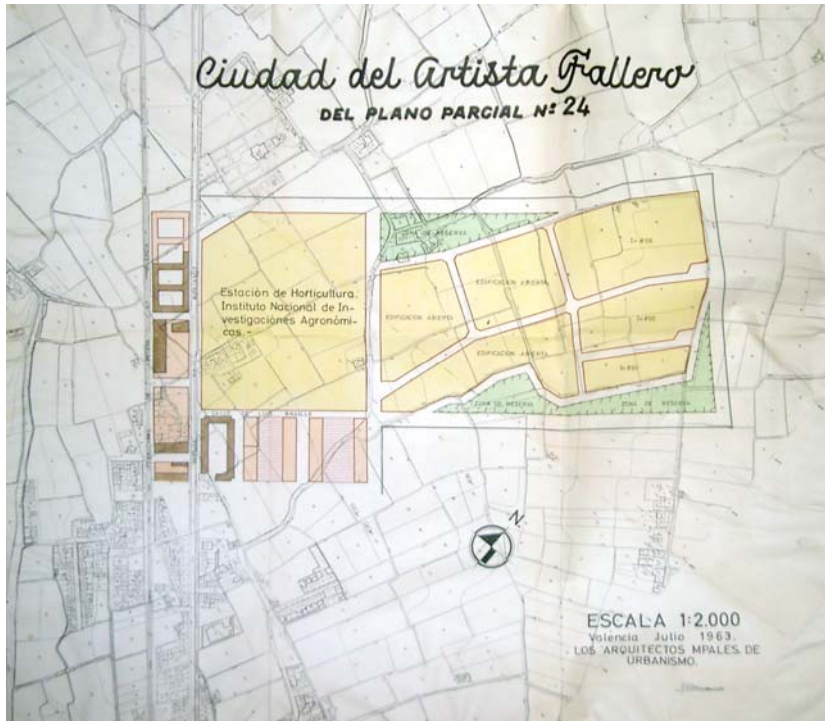 Ciudad del Artista Fallero
DEL PLANO PARCIAL Nº 24
ZONA DE RESERVA
Estación de Horticultura.
Instituto Nacional de In-
vestigaciónes Agronómi-
cas.-
EDIFICACION ABIERTA
EDIFICACION ABIERTA
EDIFICACION ABIERTA
ZONA DE RESERVA
ZONA DE RESERVA
N
ESCALA 1:2.000
Valencia Julio 1963.
LOS ARQUITECTOS MPALES. DE
URBANISMO.